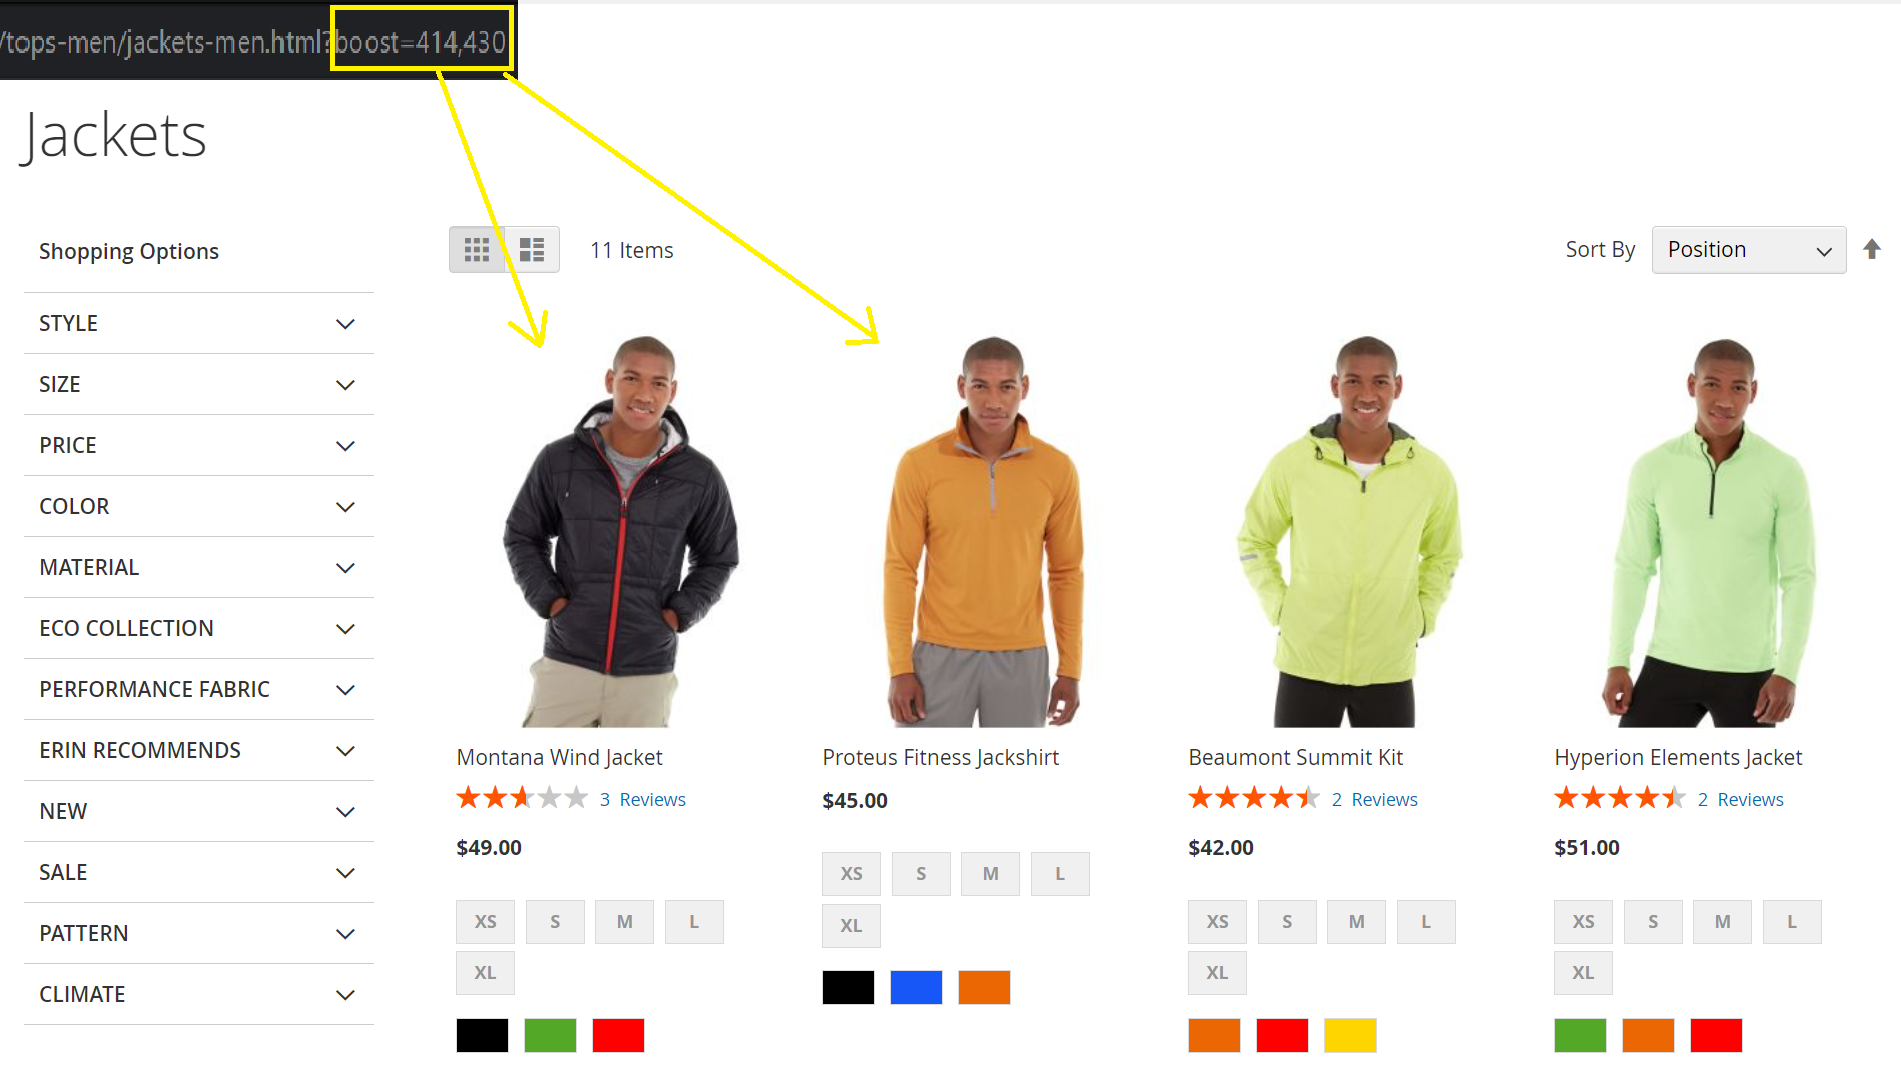 /tops-men/jackets-men.html?boost=414,430
Jackets
Shopping Options
11 Items
Sort By Position
STYLE
SIZE
PRICE
COLOR
MATERIAL
ECO COLLECTION
PERFORMANCE FABRIC
ERIN RECOMMENDS
NEW
SALE
PATTERN
CLIMATE
Montana Wind Jacket
3 Reviews
$49.00
XS S M L
XL
Proteus Fitness Jackshirt
$45.00
XS S M L
XL
Beaumont Summit Kit
2 Reviews
$42.00
XS S M L
XL
Hyperion Elements Jacket
2 Reviews
$51.00
XS S M L
XL